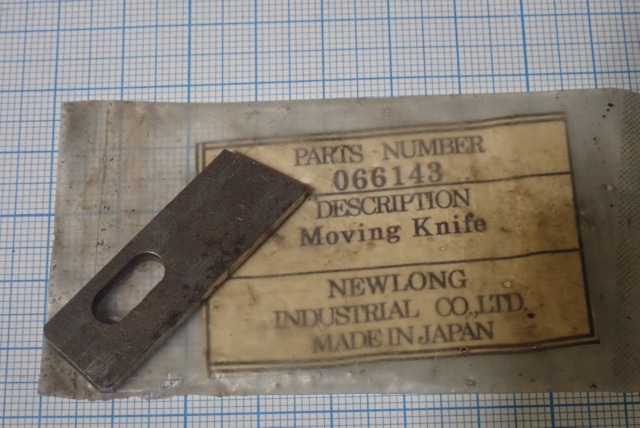 PARTS NUMBER
066143
DESCRIPTION
Moving Knife
NEWLONG
INDUSTRIAL CO.,LTD.
MADE IN JAPAN